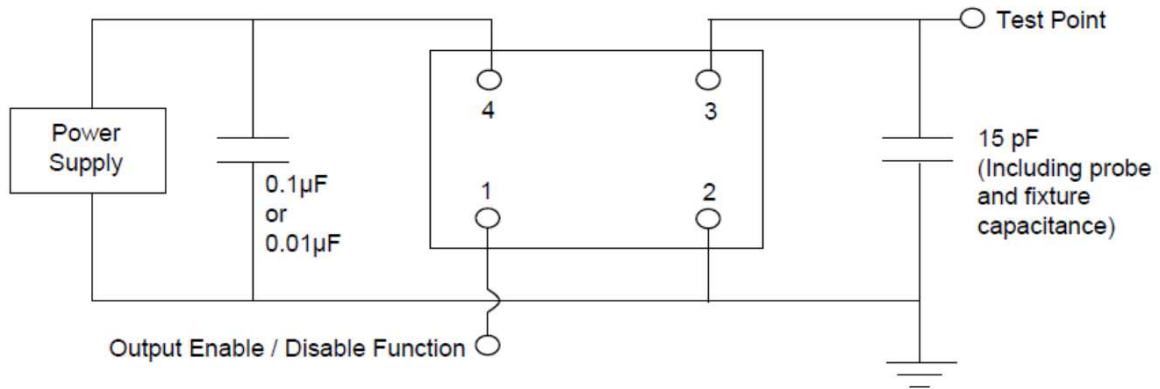 Test Point
4
3
Power
Supply
15 pF
(Including probe
and fixture
capacitance)
0.1µF
or
0.01µF
1
2
Output Enable / Disable Function